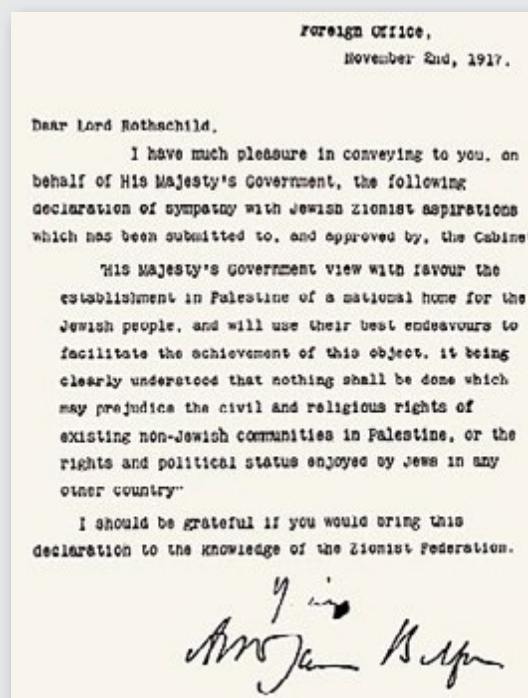 Foreign Office,
November 2nd, 1917.
Dear Lord Rothschild,
I have much pleasure in conveying to you, on
behalf of His Majesty's Government, the following
declaration of sympathy with Jewish Zionist aspirations
which has been submitted to, and approved by, the Cabinet
"His Majesty's Government view with favour the
establishment in Palestine of a national home for the
Jewish people, and will use their best endeavours to
facilitate the achievement of this object, it being
clearly understood that nothing shall be done which
may prejudice the civil and religious rights of
existing non-Jewish communities in Palestine, or the
rights and political status enjoyed by Jews in any
other country"
I should be grateful if you would bring this
declaration to the knowledge of the Zionist Federation.